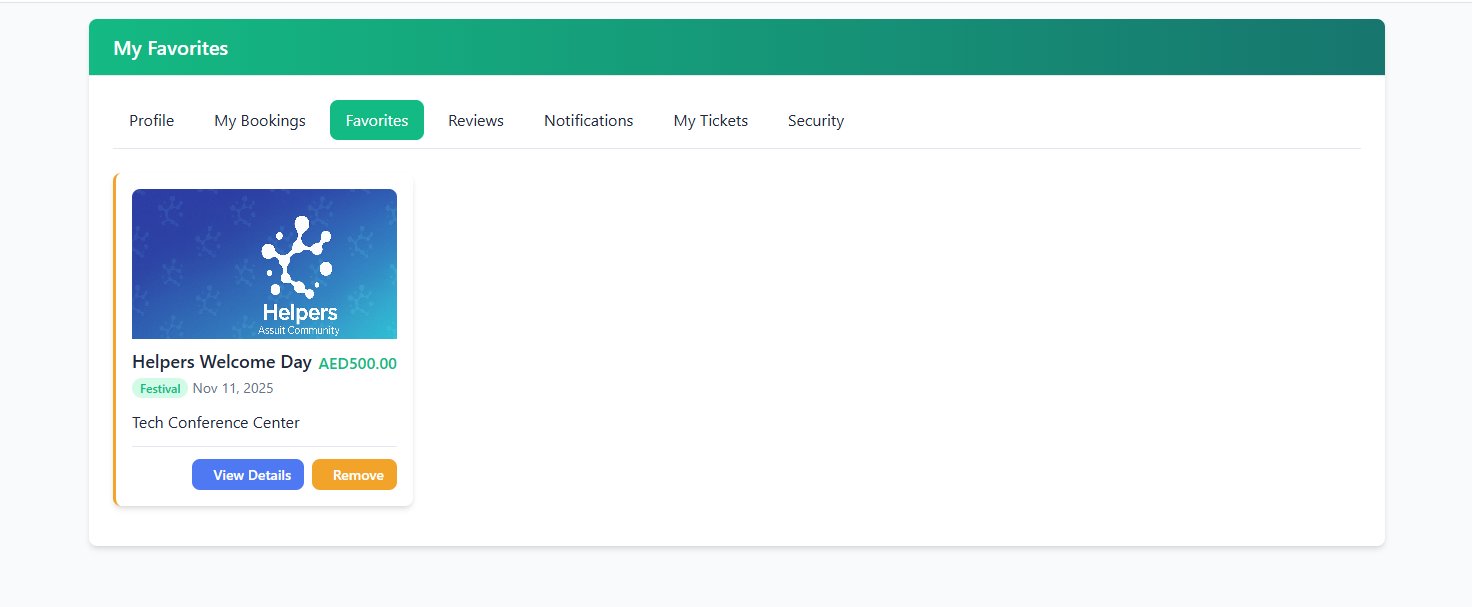 My Favorites
Profile My Bookings Favorites Reviews Notifications My Tickets Security
Helpers
Assuit Community
Helpers Welcome Day AED500.00
Festival Nov 11, 2025
Tech Conference Center
View Details Remove